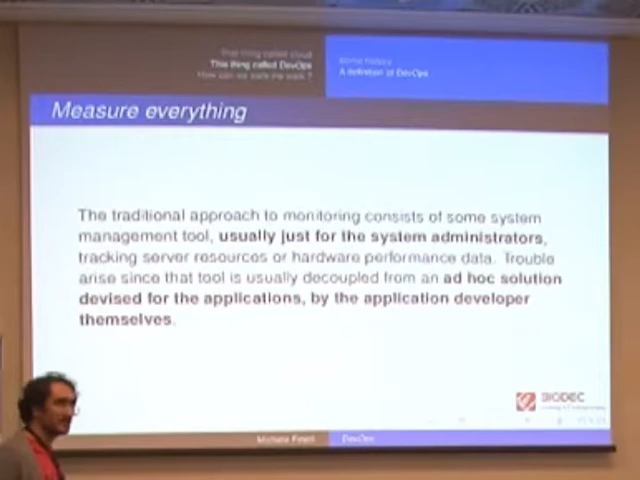 That thing called cloud
This thing called DevOps
How can we walk the walk ?
Some history
A definition of DevOps
Measure everything
The traditional approach to monitoring consists of some system
management tool, usually just for the system administrators,
tracking server resources or hardware performance data. Trouble
arise since that tool is usually decoupled from an ad hoc solution
devised for the applications, by the application developer
themselves.
BIODEC
Michele Finelli
DevOps